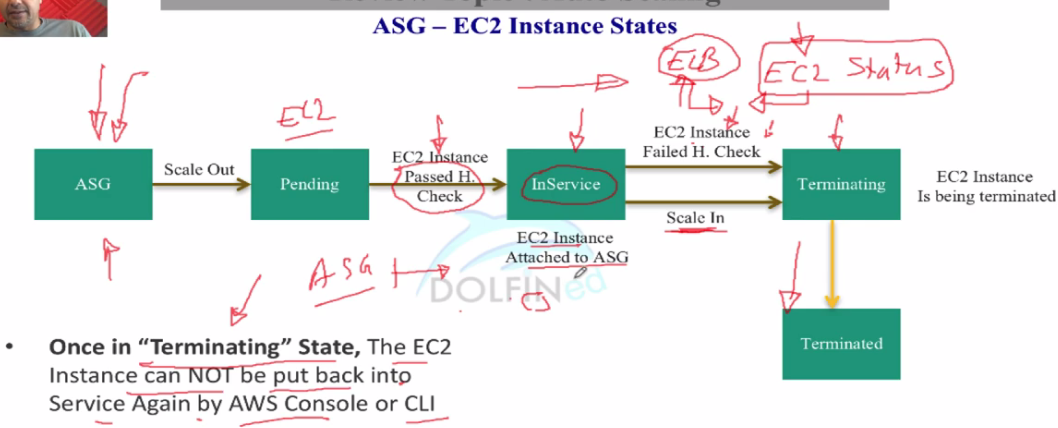 ASG – EC2 Instance States
ELB
EC2 Status
EC2
EC2 Instance
Passed H.
Check
EC2 Instance
Failed H. Check
ASG
Scale Out
Pending
InService
Terminating
EC2 Instance
Is being terminated
Scale In
EC2 Instance
Attached to ASG
ASG
DOLFINed
Terminated
• Once in “Terminating” State, The EC2
Instance can NOT be put back into
Service Again by AWS Console or CLI